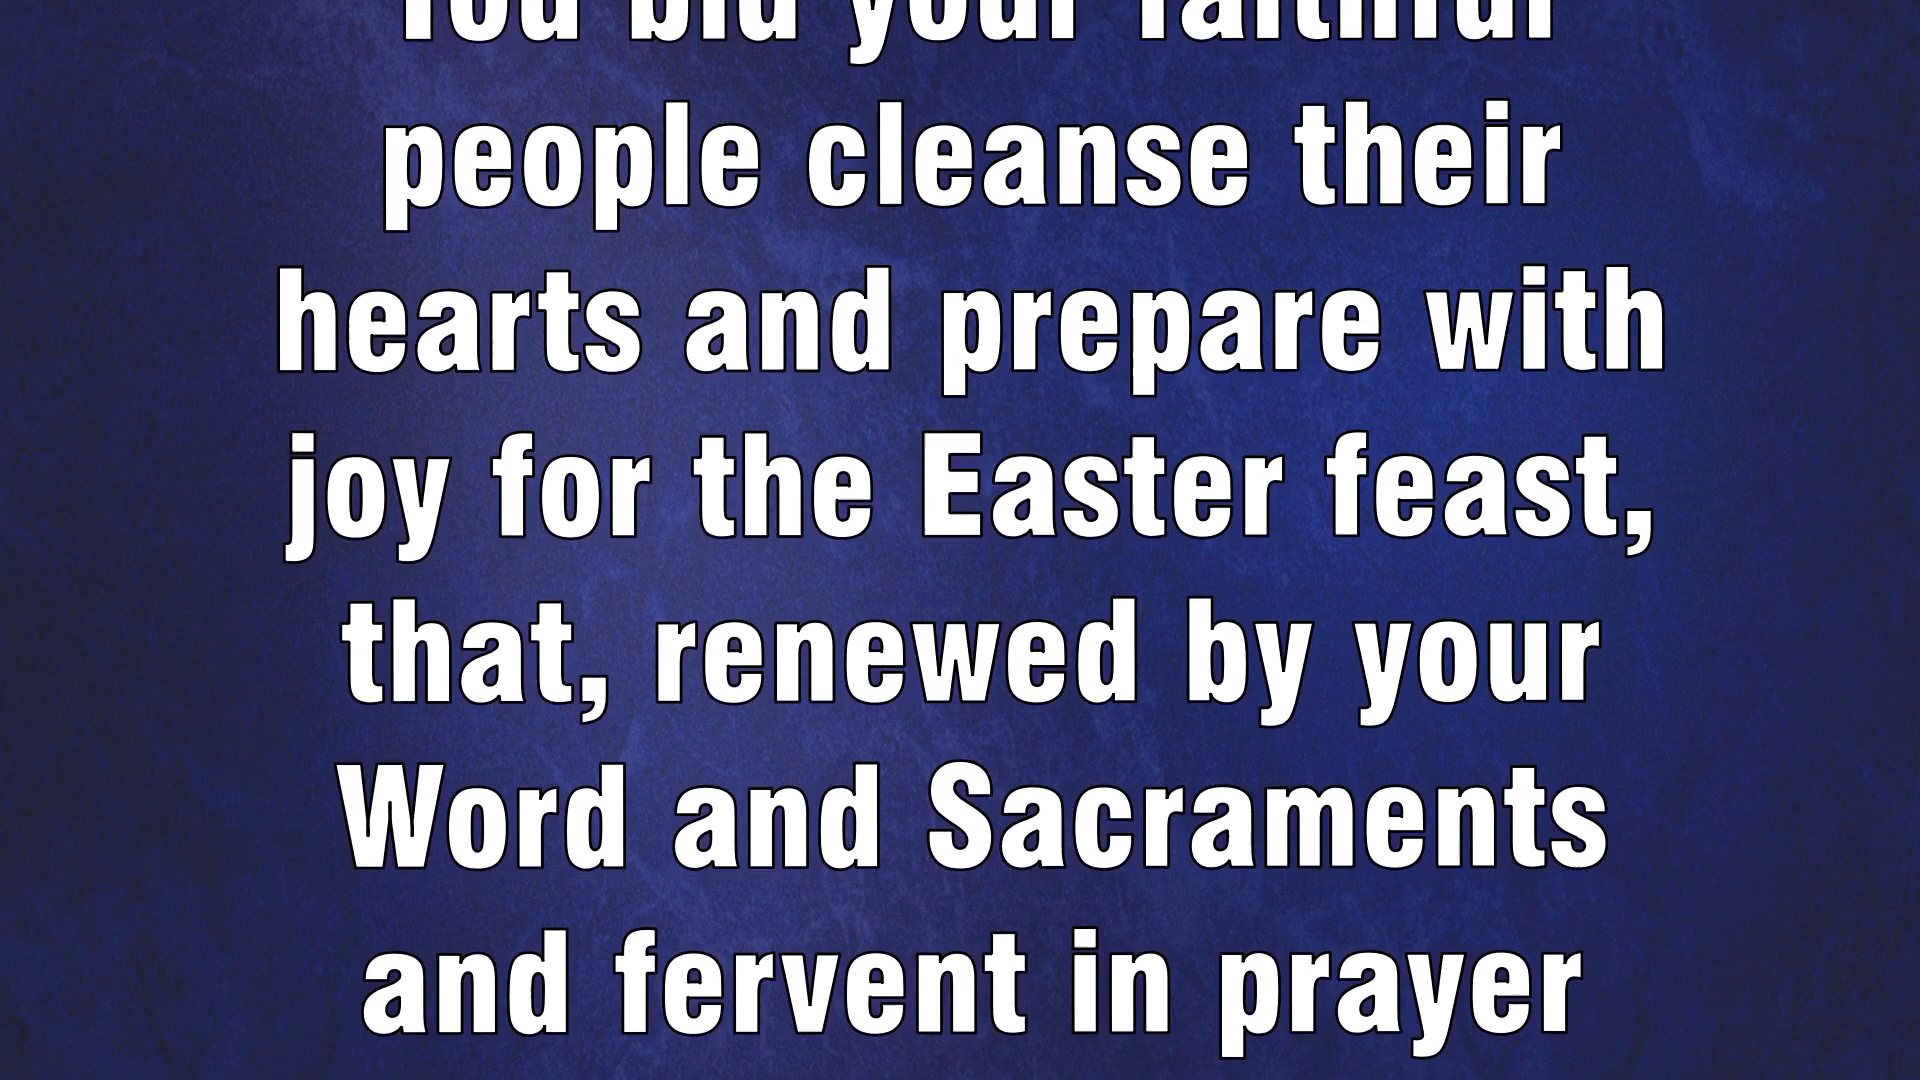 You bid your faithful
people cleanse their
hearts and prepare with
joy for the Easter feast,
that, renewed by your
Word and Sacraments
and fervent in prayer